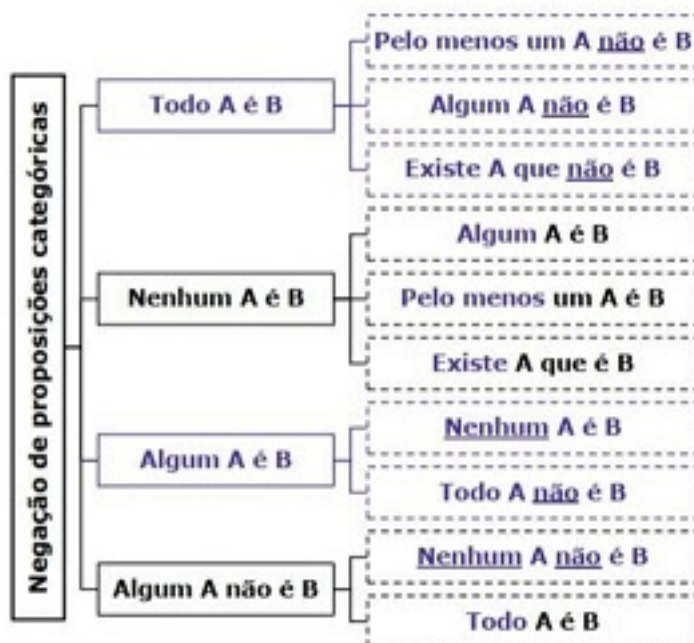 Negação de proposições categóricas
Todo A é B
Pelo menos um A não é B
Algum A não é B
Existe A que não é B
Nenhum A é B
Algum A é B
Pelo menos um A é B
Existe A que é B
Algum A é B
Nenhum A é B
Todo A não é B
Algum A não é B
Nenhum A não é B
Todo A é B